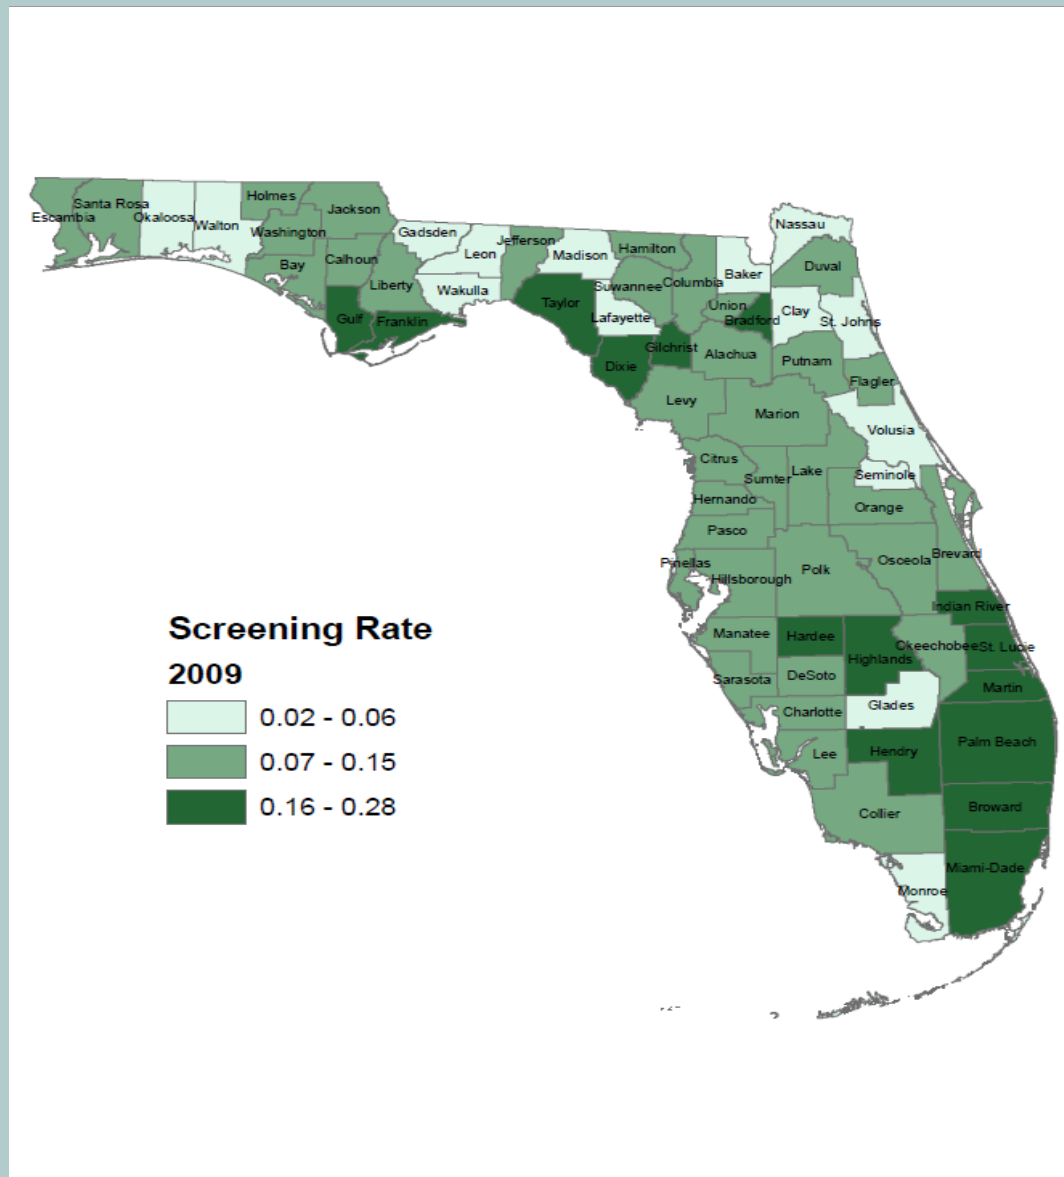 Santa Rosa
Escambia
Okaloosa
Walton
Holmes
Jackson
Washington
Bay
Calhoun
Liberty
Gulf
Franklin
Gadsden
Leon
Wakulla
Jefferson
Madison
Taylor
Hamilton
Suwannee
Columbia
Lafayette
Dixie
Gilchrist
Baker
Union
Bradford
Nassau
Duval
Clay
St. Johns
Alachua
Putnam
Flagler
Levy
Marion
Volusia
Citrus
Sumter
Lake
Seminole
Hernando
Orange
Pasco
Pinellas
Hillsborough
Polk
Osceola
Brevard
Indian River
Manatee
Hardee
Highlands
Okeechobee
St. Lucie
Sarasota
DeSoto
Martin
Charlotte
Glades
Lee
Hendry
Palm Beach
Collier
Broward
Miami-Dade
Monroe
Screening Rate
2009
0.02 - 0.06
0.07 - 0.15
0.16 - 0.28